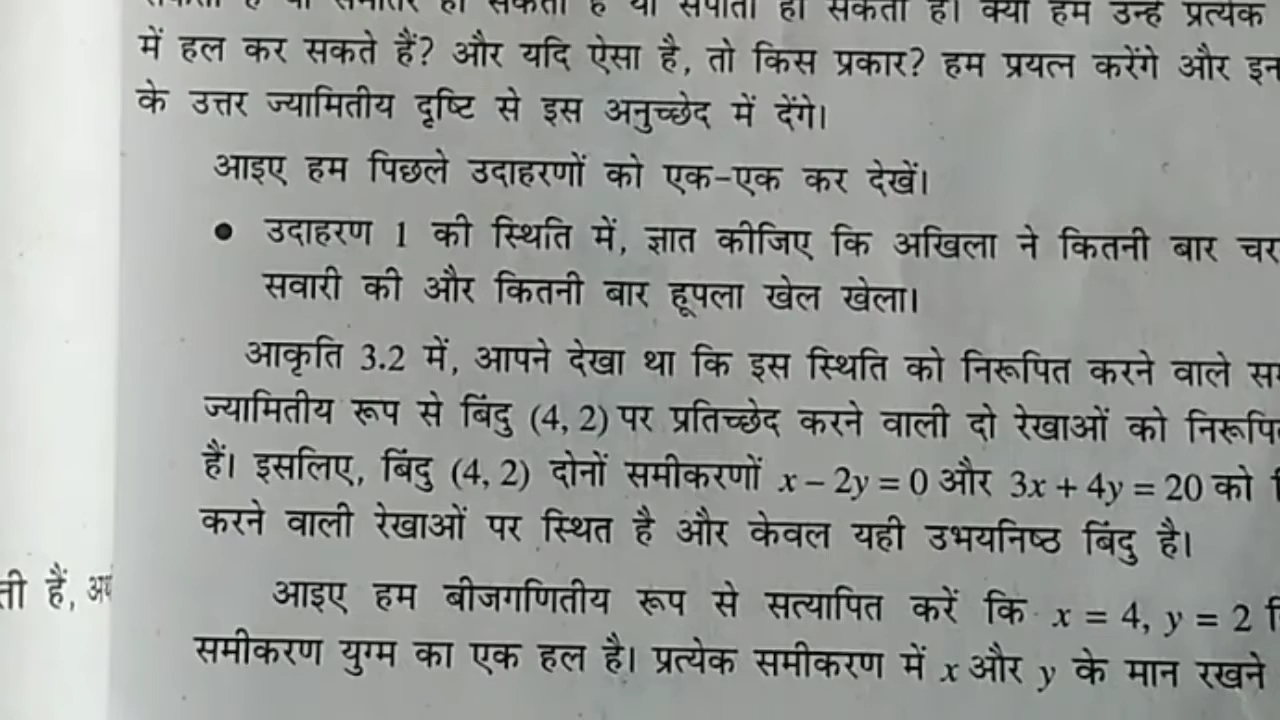 हम उन्हें प्रत्येक
में हल कर सकते हैं? और यदि ऐसा है, तो किस प्रकार? हम प्रयत्न करेंगे और
के उत्तर ज्यामितीय दृष्टि से इस अनुच्छेद में देंगे।
आइए हम पिछले उदाहरणों को एक-एक कर देखें।
● उदाहरण 1 की स्थिति में, ज्ञात कीजिए कि अखिला ने कितनी बार
सवारी की और कितनी बार हूपला खेल खेला।
आकृति 3.2 में, आपने देखा था कि इस स्थिति को निरूपित करने वाले
ज्यामितीय रूप से बिंदु (4, 2) पर प्रतिच्छेद करने वाली दो रेखाओं को
हैं। इसलिए, बिंदु (4, 2) दोनों समीकरणों x – 2y = 0 और 3x + 4y = 20 को
करने वाली रेखाओं पर स्थित है और केवल यही उभयनिष्ठ बिंदु है।
ती हैं,
आइए हम बीजगणितीय रूप से सत्यापित करें कि x = 4, y = 2
समीकरण युग्म का एक हल है। प्रत्येक समीकरण में x और y के मान रखने